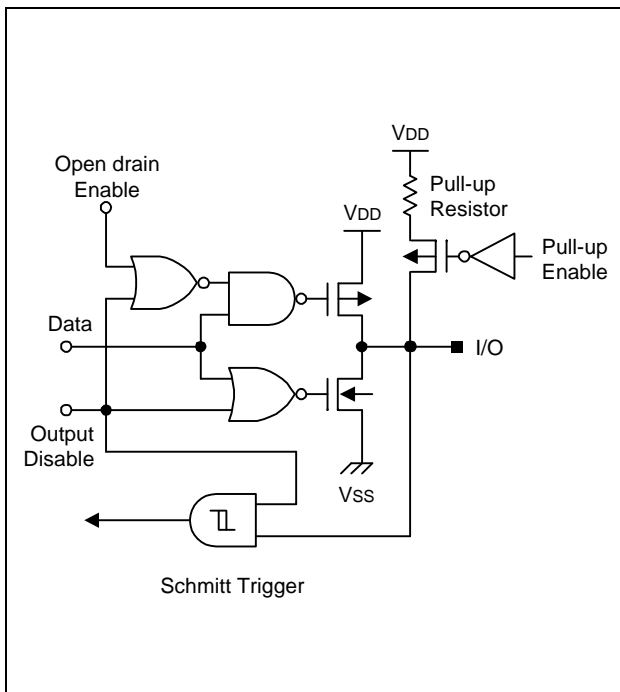 VDD
Open drain
Enable
Pull-up
Resistor
VDD
Pull-up
Enable
Data
I/O
Output
Disable
VSS
Schmitt Trigger